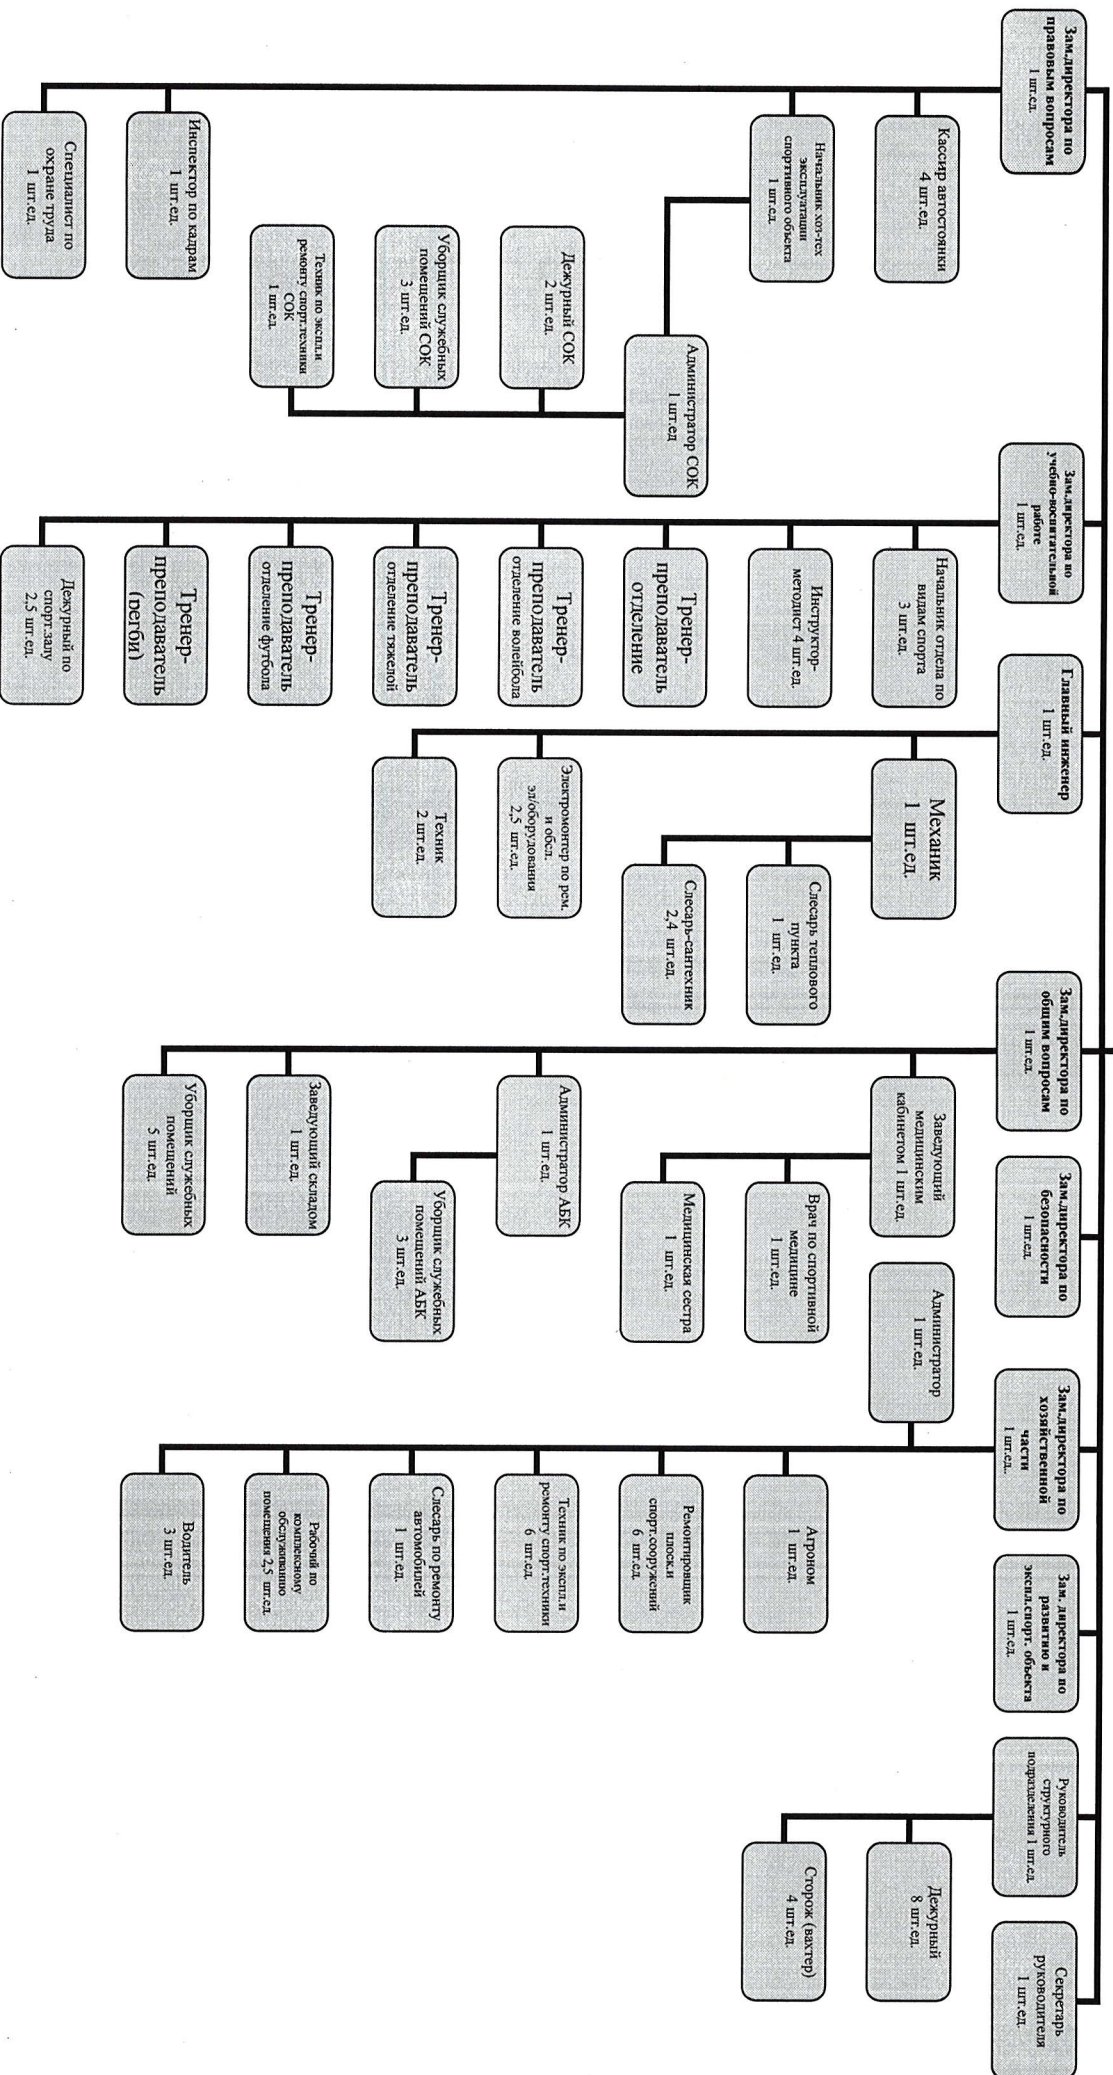 Зам.директора по
правовым вопросам
1 шт.ед.
Кассир автостоянки
4 шт.ед.
Начальник хоз-тех
эксплуатации
спортивного объекта
1 шт.ед.
Администратор СОК
1 шт.ед
Дежурный СОК
2 шт.ед.
Уборщик служебных
помещений СОК
3 шт.ед.
Техник по экспл.и
ремонту спорт.техники
СОК
1 шт.ед.
Инспектор по кадрам
1 шт.ед.
Специалист по
охране труда
1 шт.ед.
Зам.директора по
учебно-воспитательной
работе
1 шт.ед.
Начальник отдела по
видам спорта
3 шт.ед.
Инструктор-
методист 4 шт.ед.
Тренер-
преподаватель
отделение
Тренер-
преподаватель
отделение волейбола
Тренер-
преподаватель
отделение тяжелой
Тренер-
преподаватель
отделение футбола
Тренер-
преподаватель
(регби)
Дежурный по
спорт.залу
2,5 шт.ед.
Главный инженер
1 шт.ед.
Механик
1 шт.ед.
Слесарь теплового
пункта
1 шт.ед.
Слесарь-сантехник
2,4 шт.ед.
Электромонтер по рем.
и обсл.
эл/оборудования
2,5 шт.ед.
Техник
2 шт.ед.
Зам.директора по
общим вопросам
1 шт.ед.
Заведующий
медицинским
кабинетом 1 шт.ед.
Врач по спортивной
медицине
1 шт.ед.
Медицинская сестра
1 шт.ед.
Администратор АБК
1 шт.ед.
Уборщик служебных
помещений АБК
3 шт.ед.
Заведующий складом
1 шт.ед.
Уборщик служебных
помещений
5 шт.ед.
Зам.директора по
безопасности
1 шт.ед.
Зам.директора по
хозяйственной
части
1 шт.ед..
Администратор
1 шт.ед.
Агроном
1 шт.ед.
Ремонтировщик
плоск.и
спорт.сооружений
6 шт.ед.
Техник по экспл.и
ремонту спорт.техники
6 шт.ед.
Слесарь по ремонту
автомобилей
1 шт.ед.
Рабочий по
комплексному
обслуживанию
помещения 2,5 шт.ед.
Водитель
3 шт.ед.
Зам. директора по
развитию и
экспл.спорт. объекта
1 шт.ед.
Руководитель
структурного
подразделения 1 шт.ед.
Дежурный
8 шт.ед.
Сторож (вахтер)
4 шт.ед.
Секретарь
руководителя
1 шт.ед.